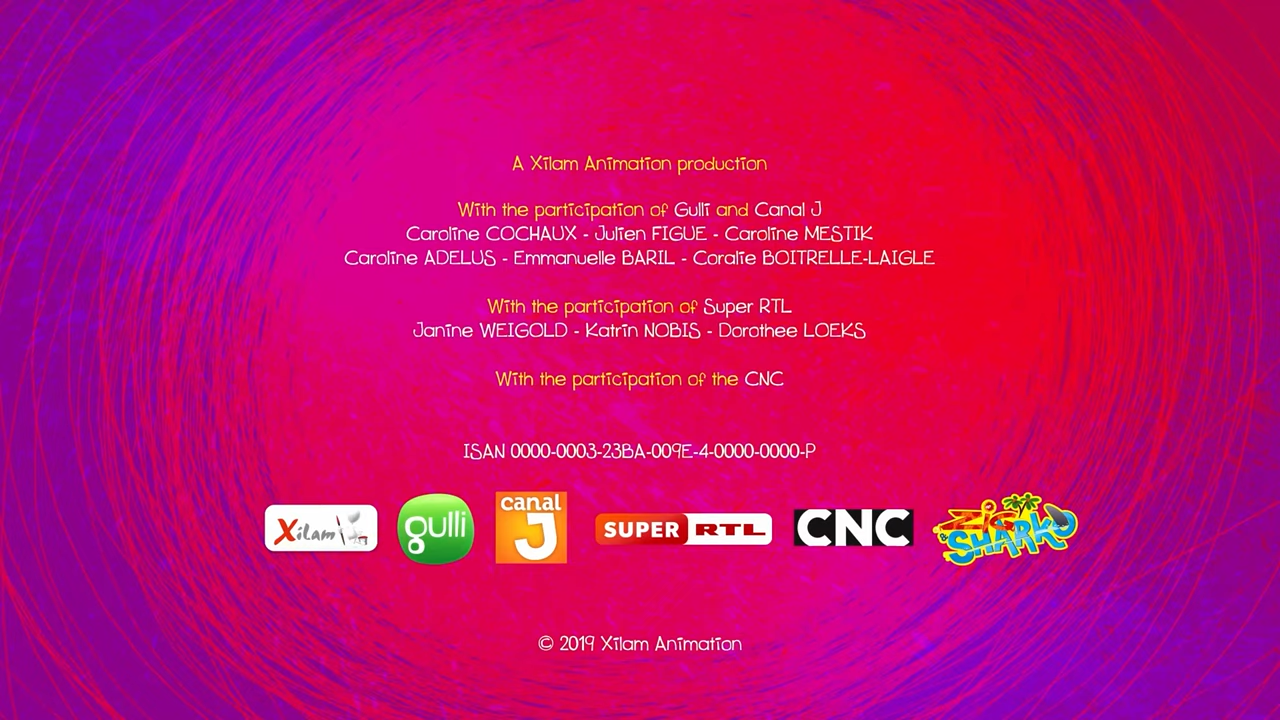 A Xilam Animation production
With the participation of Gulli and Canal J
Caroline COCHAUX - Julien FIGUE - Caroline MESTIK
Caroline ADELUS - Emmanuelle BARIL - Coralie BOITRELLE-LAIGLE
With the participation of Super RTL
Janine WEIGOLD - Katrin NOBIS - Dorothee LOEKS
With the participation of the CNC
ISAN 0000-0003-23BA-009E-4-0000-0000-P
Xilam gulli canal J SUPER RTL CNC ZIG & SHARKO
© 2019 Xilam Animation